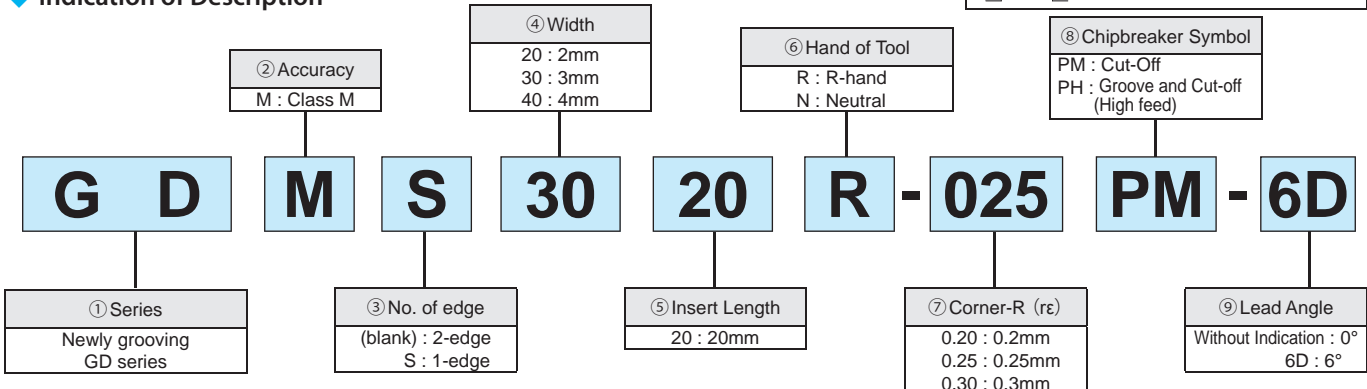 Indication of Description
④Width
20 : 2mm
30 : 3mm
40 : 4mm
②Accuracy
M : Class M
⑥Hand of Tool
R : R-hand
N : Neutral
⑧Chipbreaker Symbol
PM : Cut-Off
PH : Groove and Cut-off
(High feed)
G D M S 30 20 R - 025 PM - 6D
①Series
Newly grooving
GD series
③No. of edge
(blank) : 2-edge
S : 1-edge
⑤Insert Length
20 : 20mm
⑦Corner-R (rε)
0.20 : 0.2mm
0.25 : 0.25mm
0.30 : 0.3mm
⑨Lead Angle
Without Indication : 0°
6D : 6°